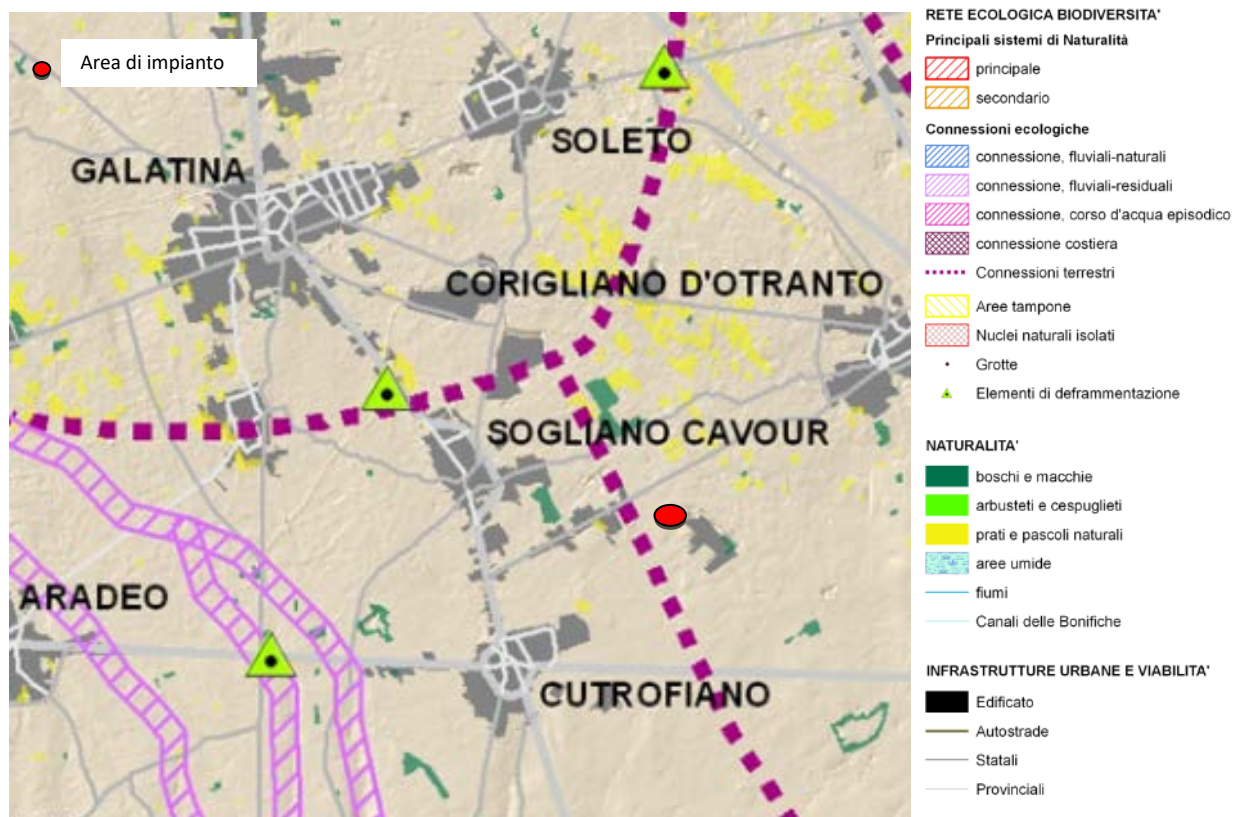 Area di impianto
GALATINA
SOLETO
CORIGLIANO D'OTRANTO
SOGLIANO CAVOUR
ARADEO
CUTROFIANO
RETE ECOLOGICA BIODIVERSITA'
Principali sistemi di Naturalità
principale
secondario
Connessioni ecologiche
connessione, fluviali-naturali
connessione, fluviali-residuali
connessione, corso d'acqua episodico
connessione costiera
Connessioni terrestri
Aree tampone
Nuclei naturali isolati
Grotte
Elementi di deframmentazione
NATURALITA'
boschi e macchie
arbusteti e cespuglieti
prati e pascoli naturali
aree umide
fiumi
Canali delle Bonifiche
INFRASTRUTTURE URBANE E VIABILITA'
Edificato
Autostrade
Statali
Provinciali